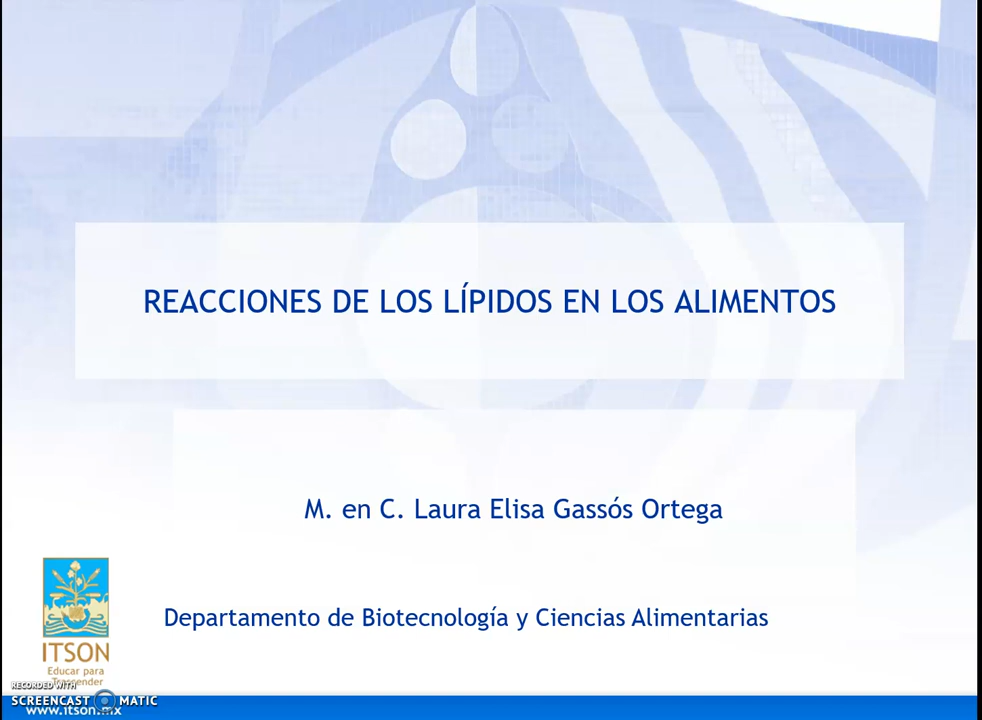 REACCIONES DE LOS LÍPIDOS EN LOS ALIMENTOS
M. en C. Laura Elisa Gassós Ortega
Departamento de Biotecnología y Ciencias Alimentarias
ITSON
Educar para
Trascender
RECORDED WITH
SCREENCAST MATIC
www.itson.mx